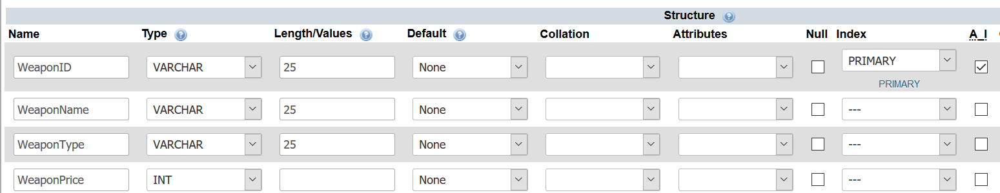 Structure
Name Type Length/Values Default Collation Attributes Null Index A_I
WeaponID VARCHAR 25 None PRIMARY
PRIMARY
WeaponName VARCHAR 25 None ---
WeaponType VARCHAR 25 None ---
WeaponPrice INT None ---